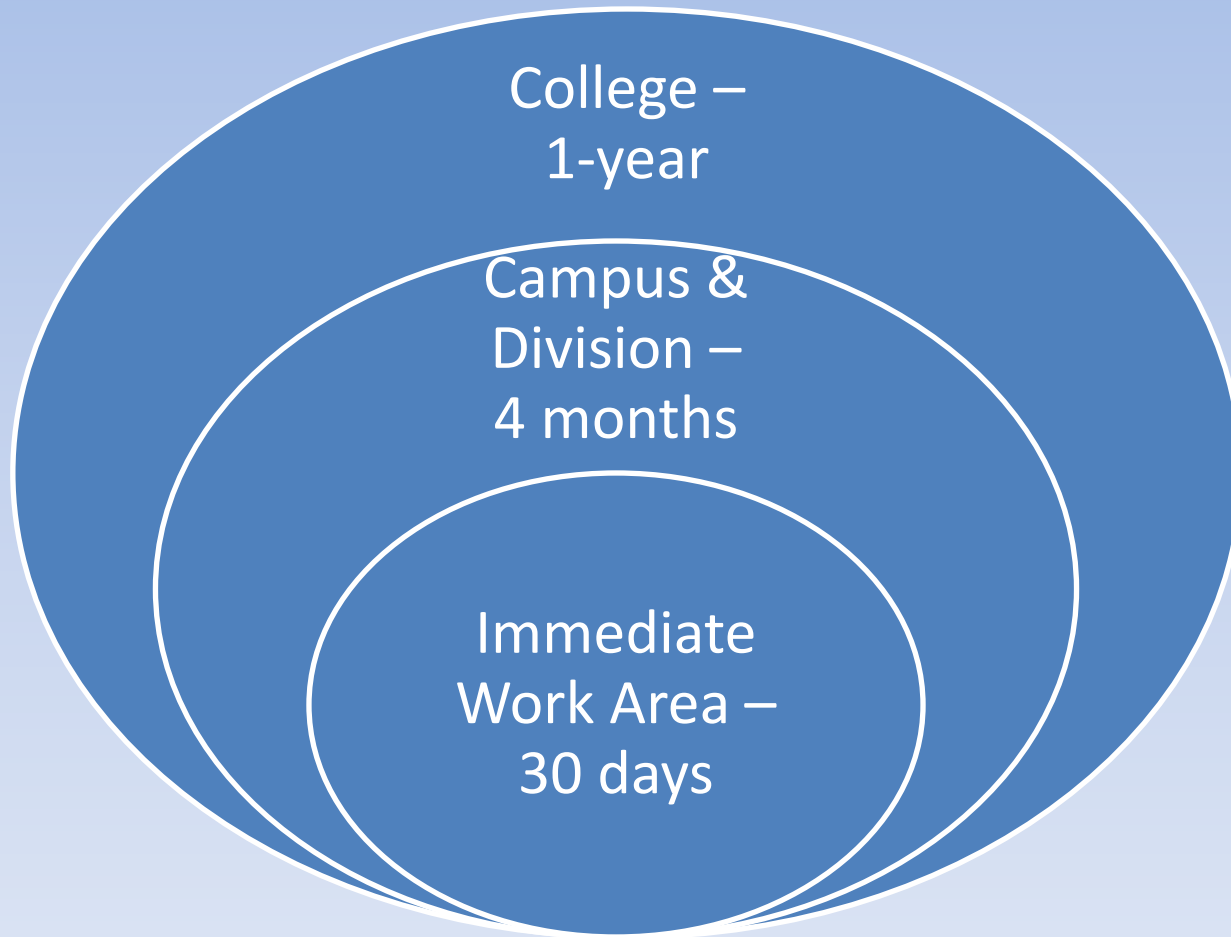 College –
1-year
Campus &
Division –
4 months
Immediate
Work Area –
30 days